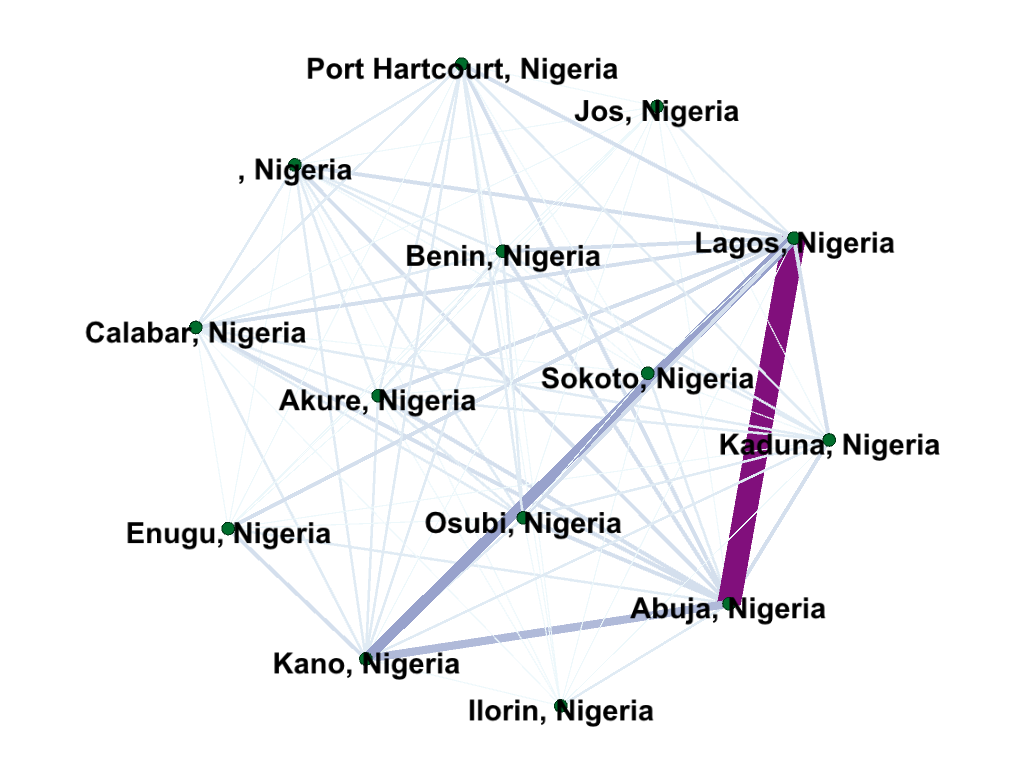 Port Hartcourt, Nigeria
Jos, Nigeria
, Nigeria
Lagos, Nigeria
Benin, Nigeria
Calabar, Nigeria
Sokoto, Nigeria
Akure, Nigeria
Kaduna, Nigeria
Osubi, Nigeria
Enugu, Nigeria
Abuja, Nigeria
Kano, Nigeria
Ilorin, Nigeria